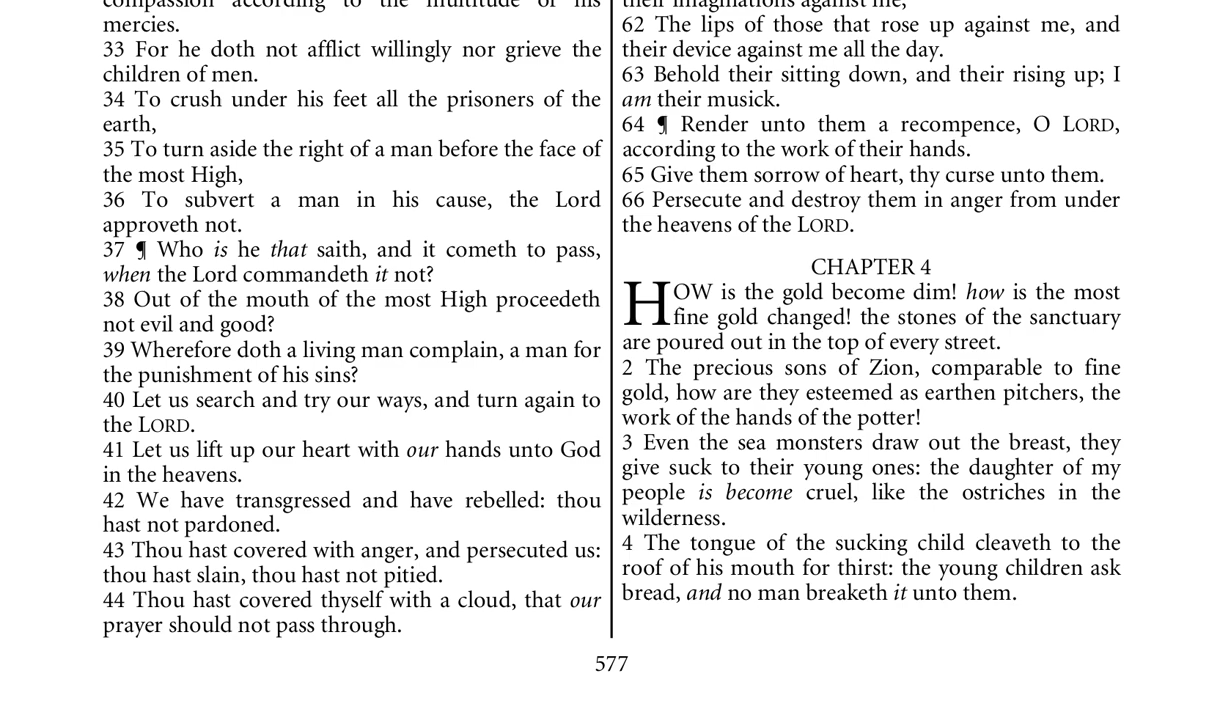 compassion according to the multitude of his
mercies.
33 For he doth not afflict willingly nor grieve the
children of men.
34 To crush under his feet all the prisoners of the
earth,
35 To turn aside the right of a man before the face of
the most High,
36 To subvert a man in his cause, the Lord
approveth not.
37 ¶ Who is he that saith, and it cometh to pass,
when the Lord commandeth it not?
38 Out of the mouth of the most High proceedeth
not evil and good?
39 Wherefore doth a living man complain, a man for
the punishment of his sins?
40 Let us search and try our ways, and turn again to
the LORD.
41 Let us lift up our heart with our hands unto God
in the heavens.
42 We have transgressed and have rebelled: thou
hast not pardoned.
43 Thou hast covered with anger, and persecuted us:
thou hast slain, thou hast not pitied.
44 Thou hast covered thyself with a cloud, that our
prayer should not pass through.
their imaginations against me;
62 The lips of those that rose up against me, and
their device against me all the day.
63 Behold their sitting down, and their rising up; I
am their musick.
64 ¶ Render unto them a recompence, O LORD,
according to the work of their hands.
65 Give them sorrow of heart, thy curse unto them.
66 Persecute and destroy them in anger from under
the heavens of the LORD.
CHAPTER 4
HOW is the gold become dim! how is the most
fine gold changed! the stones of the sanctuary
are poured out in the top of every street.
2 The precious sons of Zion, comparable to fine
gold, how are they esteemed as earthen pitchers, the
work of the hands of the potter!
3 Even the sea monsters draw out the breast, they
give suck to their young ones: the daughter of my
people is become cruel, like the ostriches in the
wilderness.
4 The tongue of the sucking child cleaveth to the
roof of his mouth for thirst: the young children ask
bread, and no man breaketh it unto them.
577